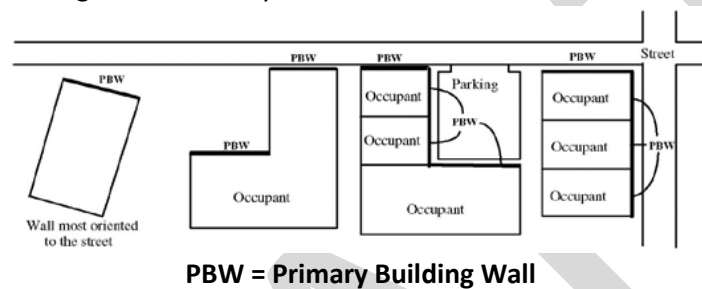 PBW
PBW
PBW
Street
PBW
Parking
Occupant
Occupant
PBW
PBW
Occupant
Occupant
Occupant
PBW
Occupant
Occupant
Occupant
Wall most oriented
to the street
PBW = Primary Building Wall